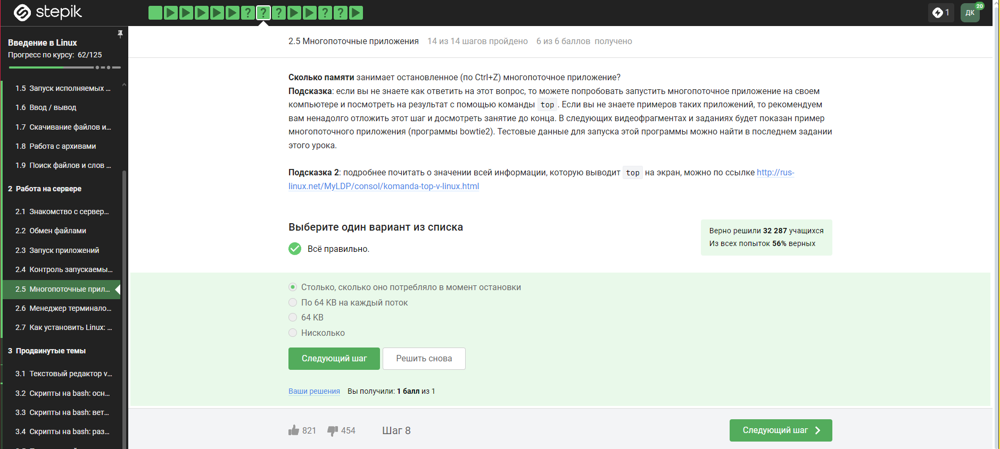 stepik
? ? ? ? ?
1
ДК
20
Введение в Linux
Прогресс по курсу: 62/125
1.5 Запуск исполняемых ...
1.6 Ввод / вывод
1.7 Скачивание файлов и...
1.8 Работа с архивами
1.9 Поиск файлов и слов ...
2 Работа на сервере
2.1 Знакомство с сервер...
2.2 Обмен файлами
2.3 Запуск приложений
2.4 Контроль запускаемы...
2.5 Многопоточные прил...
2.6 Менеджер терминало...
2.7 Как установить Linux: ...
3 Продвинутые темы
3.1 Текстовый редактор v...
3.2 Скрипты на bash: осн...
3.3 Скрипты на bash: вет...
3.4 Скрипты на bash: раз...
2.5 Многопоточные приложения 14 из 14 шагов пройдено 6 из 6 баллов получено
Сколько памяти занимает остановленное (по Ctrl+Z) многопоточное приложение?
Подсказка: если вы не знаете как ответить на этот вопрос, то можете попробовать запустить многопоточное приложение на своем
компьютере и посмотреть на результат с помощью команды top. Если вы не знаете примеров таких приложений, то рекомендуем
вам ненадолго отложить этот шаг и досмотреть занятие до конца. В следующих видеофрагментах и заданиях будет показан пример
многопоточного приложения (программы bowtie2). Тестовые данные для запуска этой программы можно найти в последнем задании
этого урока.
Подсказка 2: подробнее почитать о значении всей информации, которую выводит top на экран, можно по ссылке http://rus-
linux.net/MyLDP/consol/komanda-top-v-linux.html
Выберите один вариант из списка
Всё правильно.
Верно решили 32 287 учащихся
Из всех попыток 56% верных
Столько, сколько оно потребляло в момент остановки
По 64 KB на каждый поток
64 KB
Нисколько
Следующий шаг
Решить снова
Ваши решения Вы получили: 1 балл из 1
821 454 Шаг 8
Следующий шаг